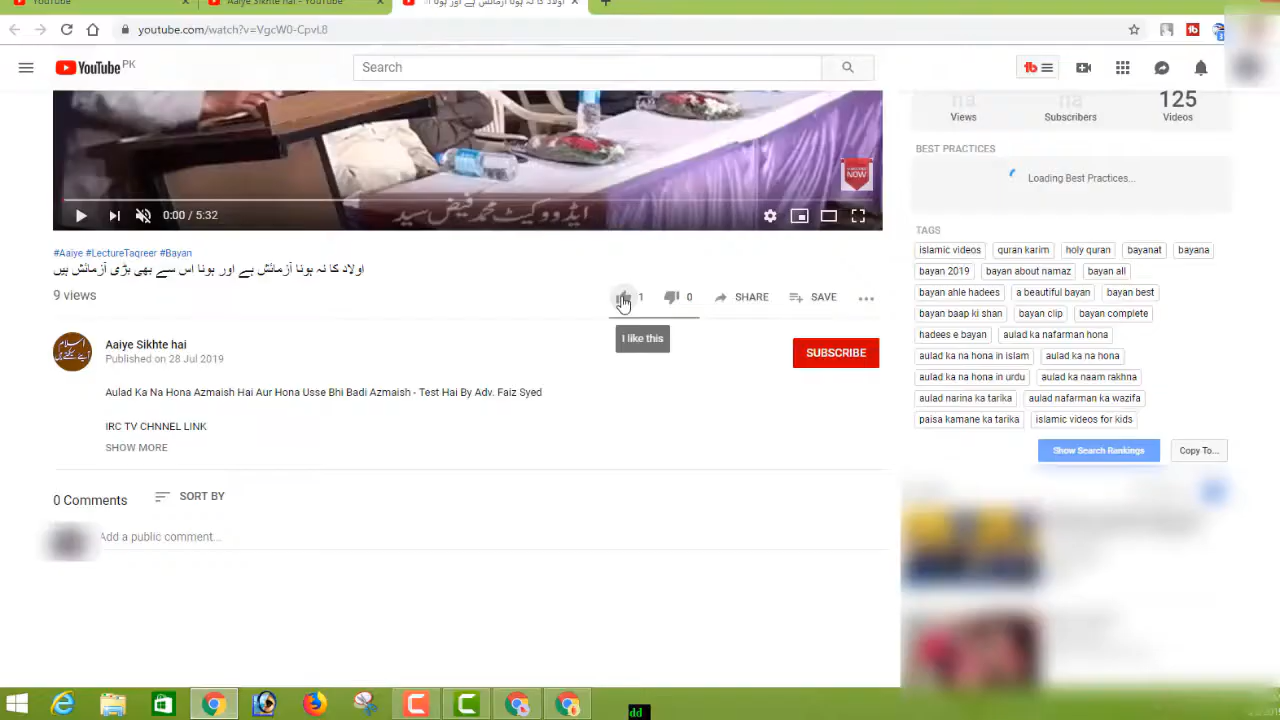 YouTube
Aaiye Sikhte hai - YouTube
اولاد کا نہ ہونا آزمائش ہے اور ہونا
youtube.com/watch?v=VgcW0-CpvL8
YouTube PK
Search
na
na
125
Views
Subscribers
Videos
BEST PRACTICES
Loading Best Practices...
NOW
ایڈووکیٹ محمد فیض سید
0:00 / 5:32
#Aaiye #LectureTaqreer #Bayan
اولاد کا نہ ہونا آزمائش ہے اور ہونا اس سے بھی بڑی آزمائش ہیں
9 views
1
0
SHARE
SAVE
I like this
Aaiye Sikhte hai
Published on 28 Jul 2019
SUBSCRIBE
Aulad Ka Na Hona Azmaish Hai Aur Hona Usse Bhi Badi Azmaish - Test Hai By Adv. Faiz Syed
IRC TV CHNNEL LINK
SHOW MORE
0 Comments
SORT BY
Add a public comment...
TAGS
islamic videos quran karim holy quran bayanat bayana
bayan 2019 bayan about namaz bayan all
bayan ahle hadees a beautiful bayan bayan best
bayan baap ki shan bayan clip bayan complete
hadees e bayan aulad ka nafarman hona
aulad ka na hona in islam aulad ka na hona
aulad ka na hona in urdu aulad ka naam rakhna
aulad narina ka tarika aulad nafarman ka wazifa
paisa kamane ka tarika islamic videos for kids
Show Search Rankings
Copy To...
dd